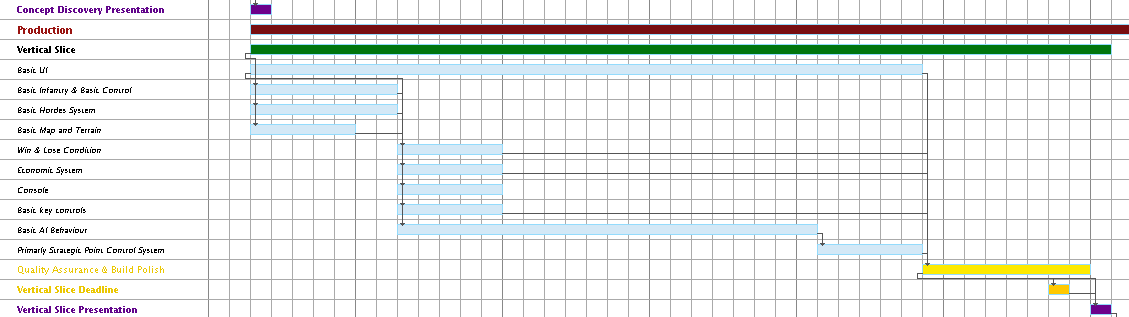 Concept Discovery Presentation
Production
Vertical Slice
Basic UI
Basic Infantry & Basic Control
Basic Hordes System
Basic Map and Terrain
Win & Lose Condition
Economic System
Console
Basic key controls
Basic AI Behaviour
Primarly Strategic Point Control System
Quality Assurance & Build Polish
Vertical Slice Deadline
Vertical Slice Presentation